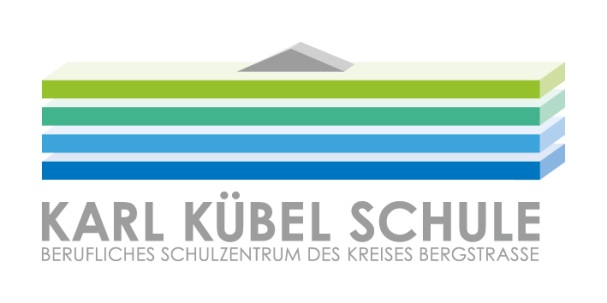 KARL KÜBEL SCHULE
BERUFLICHES SCHULZENTRUM DES KREISES BERGSTRASSE